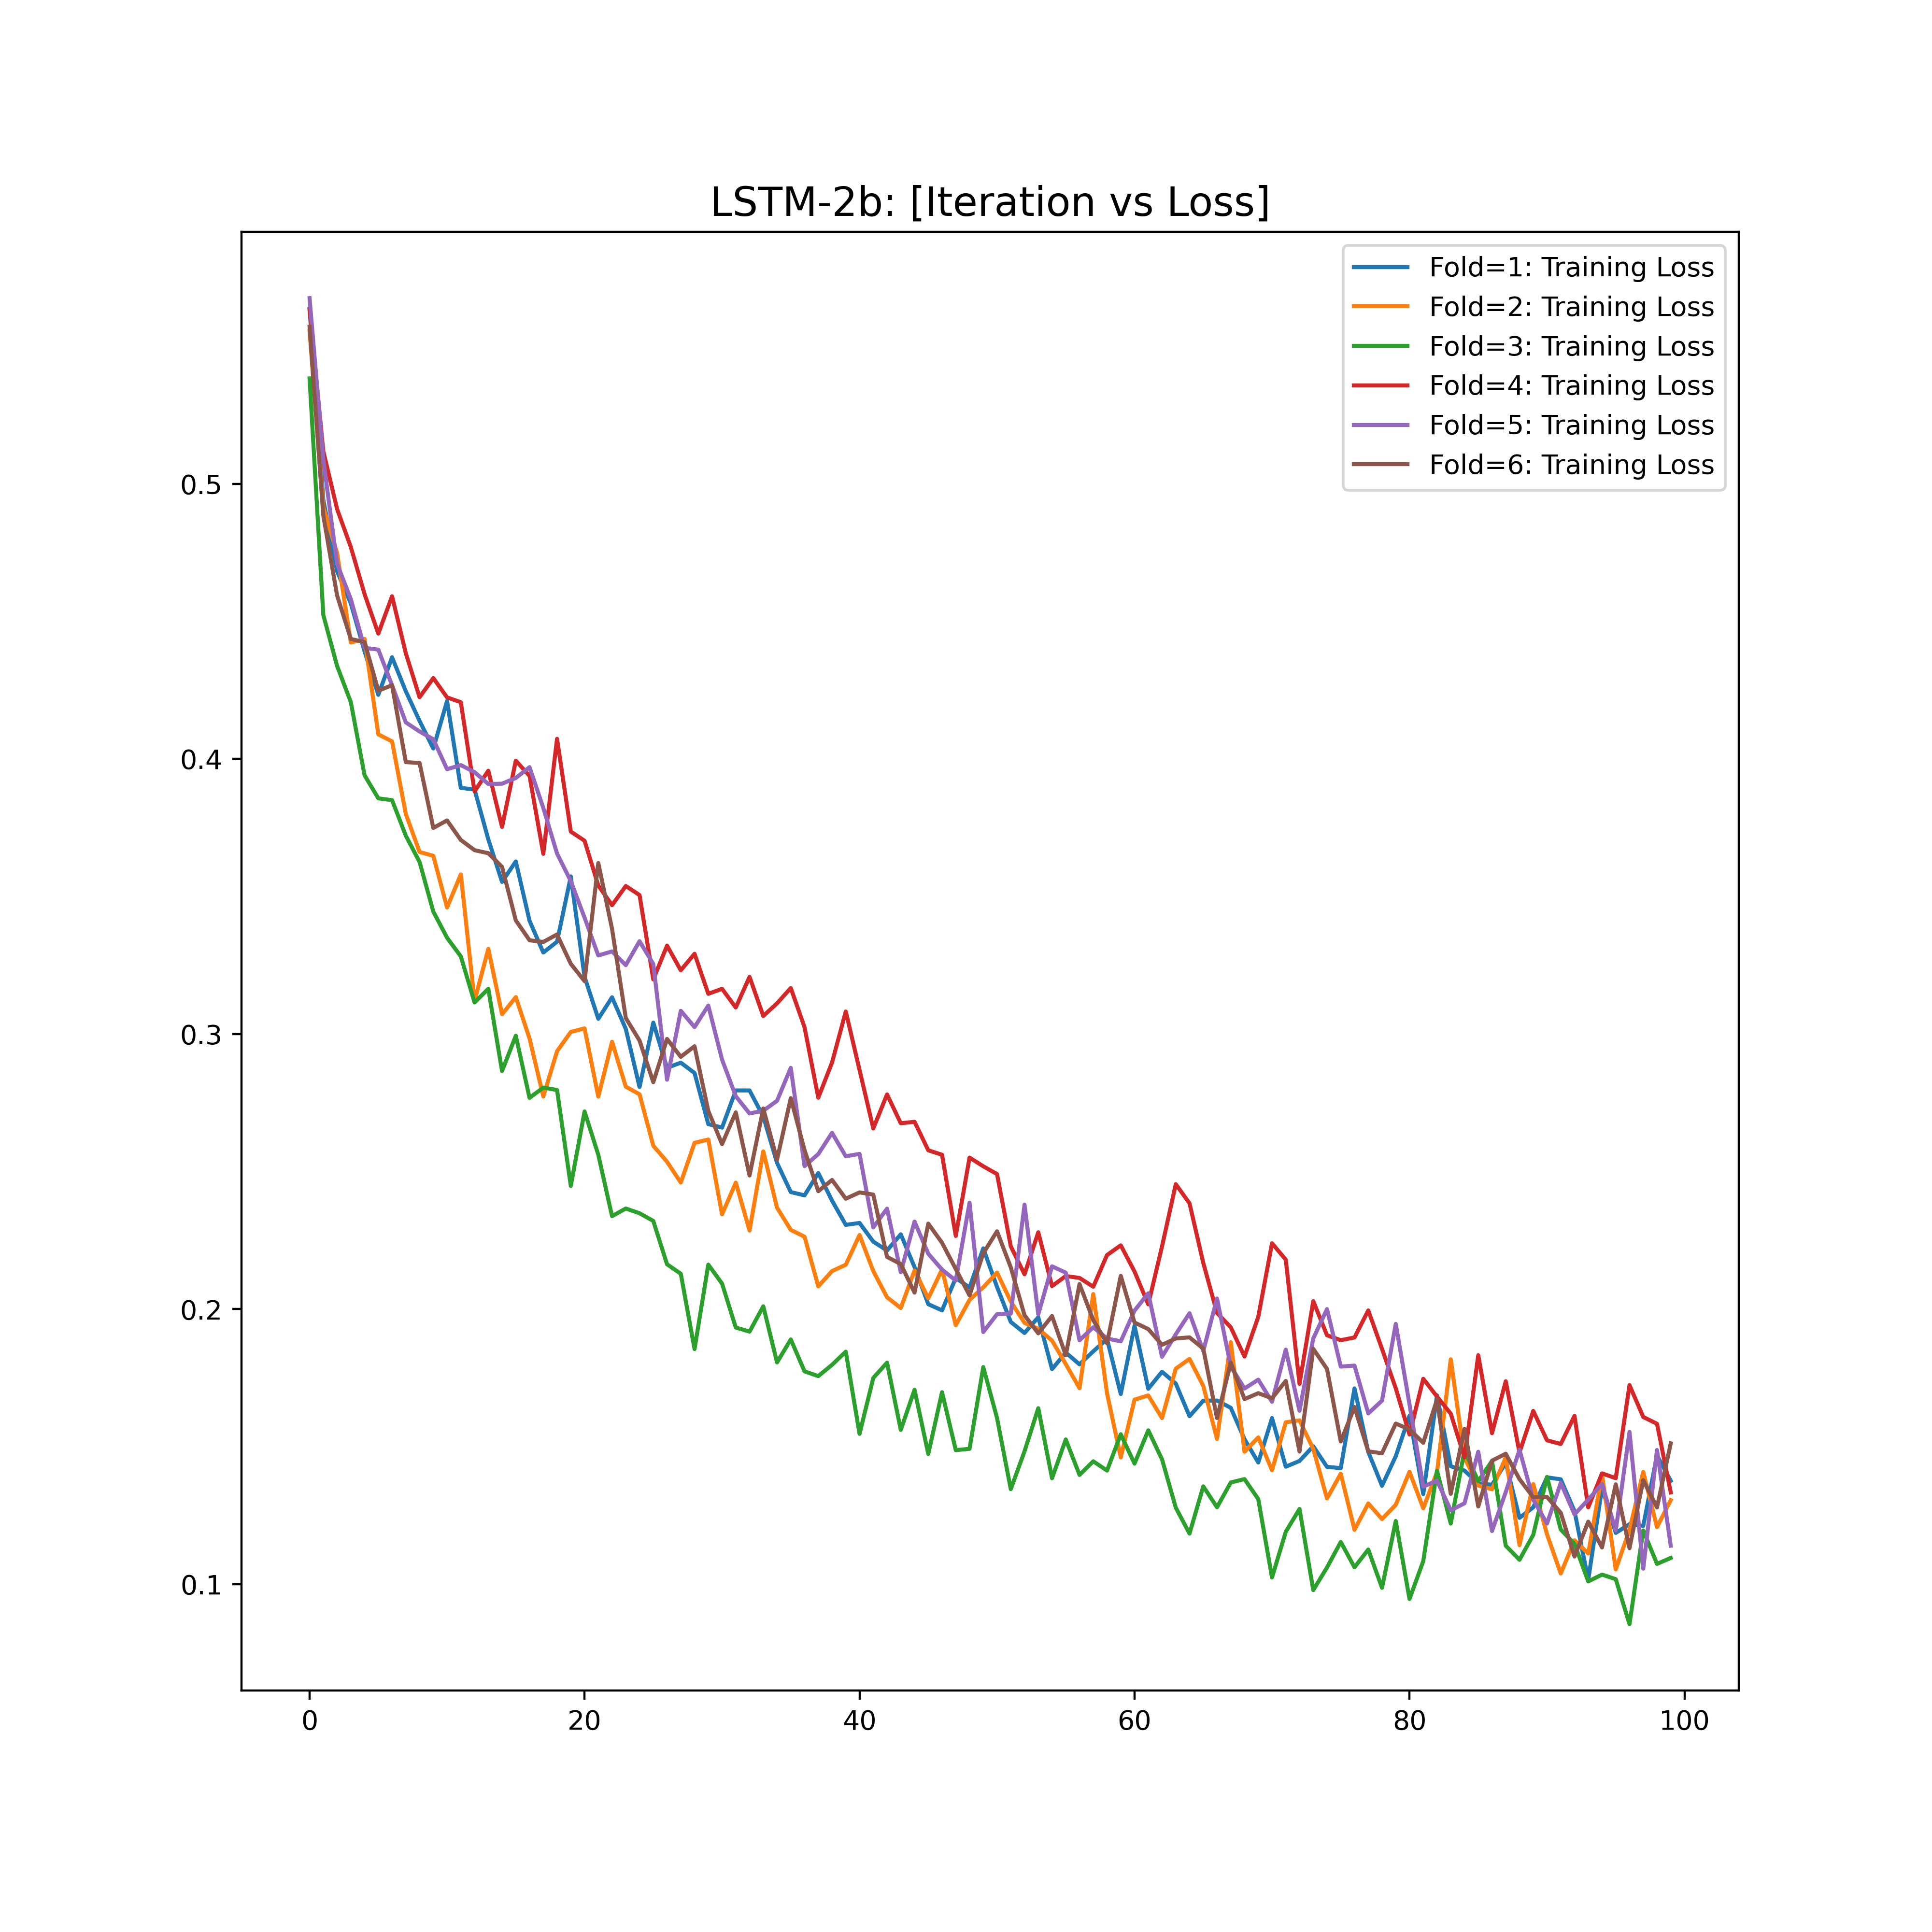 LSTM-2b: [Iteration vs Loss]
Fold=1: Training Loss
Fold=2: Training Loss
Fold=3: Training Loss
Fold=4: Training Loss
Fold=5: Training Loss
Fold=6: Training Loss
0.5
0.4
0.3
0.2
0.1
0 20 40 60 80 100